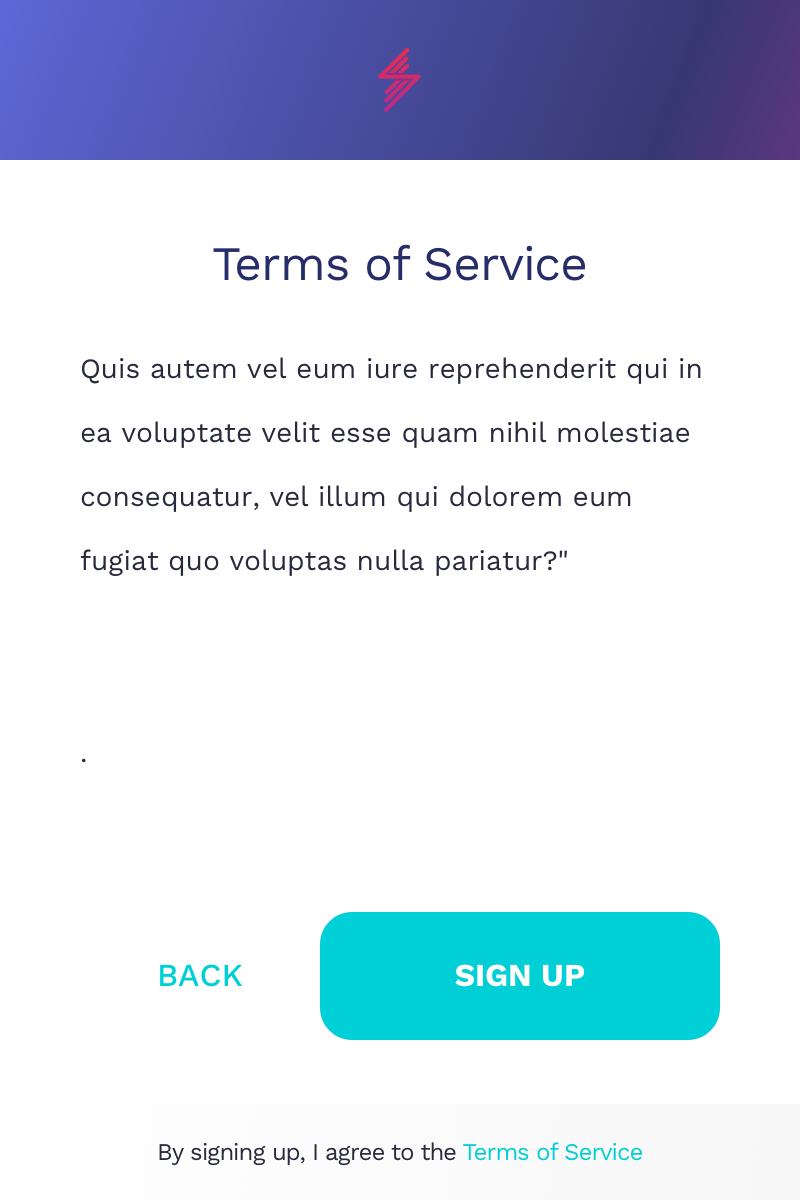 Terms of Service
Quis autem vel eum iure reprehenderit qui in
ea voluptate velit esse quam nihil molestiae
consequatur, vel illum qui dolorem eum
fugiat quo voluptas nulla pariatur?"
.
BACK
SIGN UP
By signing up, I agree to the Terms of Service